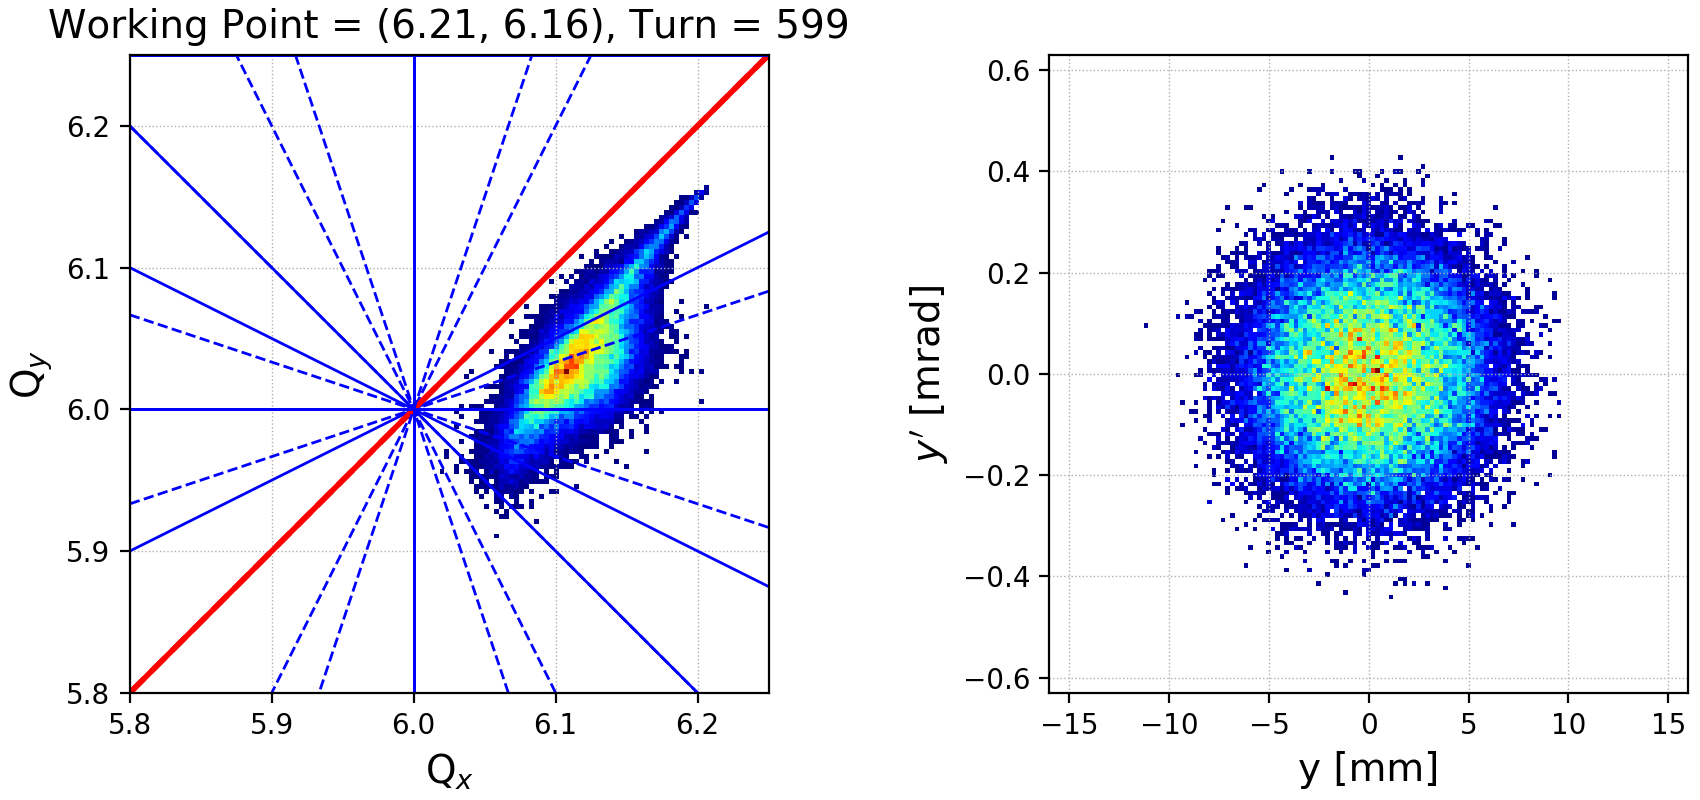 Working Point = (6.21, 6.16), Turn = 599
6.2
6.1
6.0
5.9
5.8
Q_y
5.8 5.9 6.0 6.1 6.2
Q_x
0.6
0.4
0.2
0.0
−0.2
−0.4
−0.6
y′ [mrad]
−15 −10 −5 0 5 10 15
y [mm]